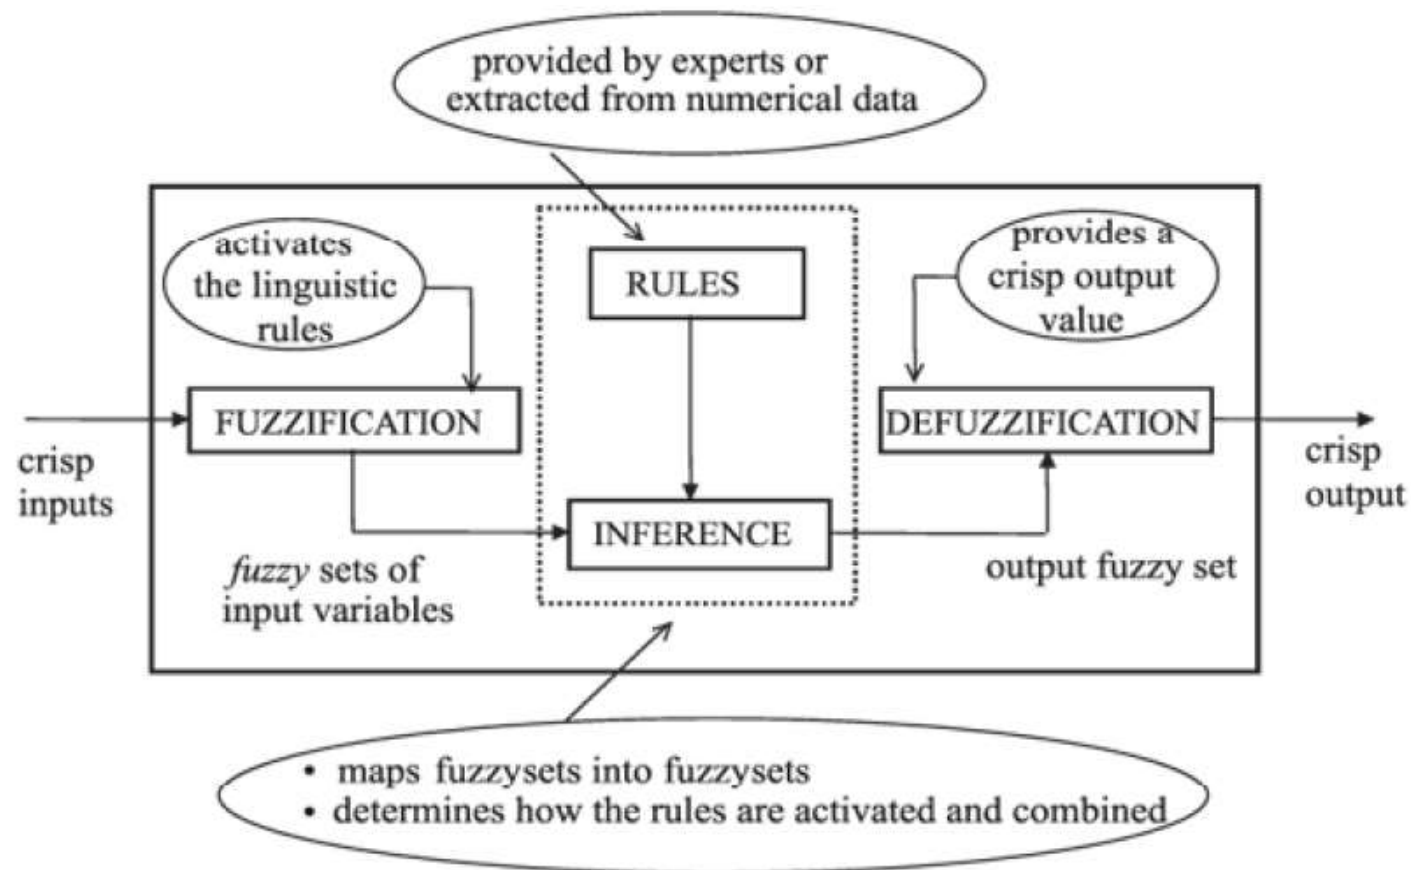 provided by experts or
extracted from numerical data
activates
the linguistic
rules
RULES
provides a
crisp output
value
FUZZIFICATION
DEFUZZIFICATION
crisp
inputs
crisp
output
INFERENCE
fuzzy sets of
input variables
output fuzzy set
• maps fuzzysets into fuzzysets
• determines how the rules are activated and combined